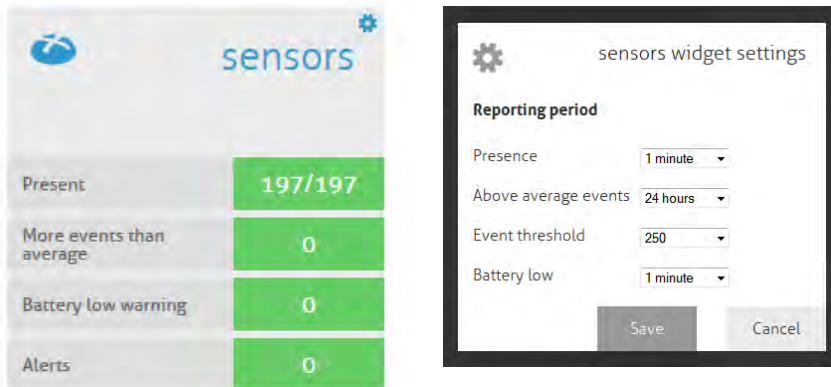 sensors
Present 197/197
More events than
average 0
Battery low warning 0
Alerts 0
sensors widget settings
Reporting period
Presence 1 minute
Above average events 24 hours
Event threshold 250
Battery low 1 minute
Save Cancel